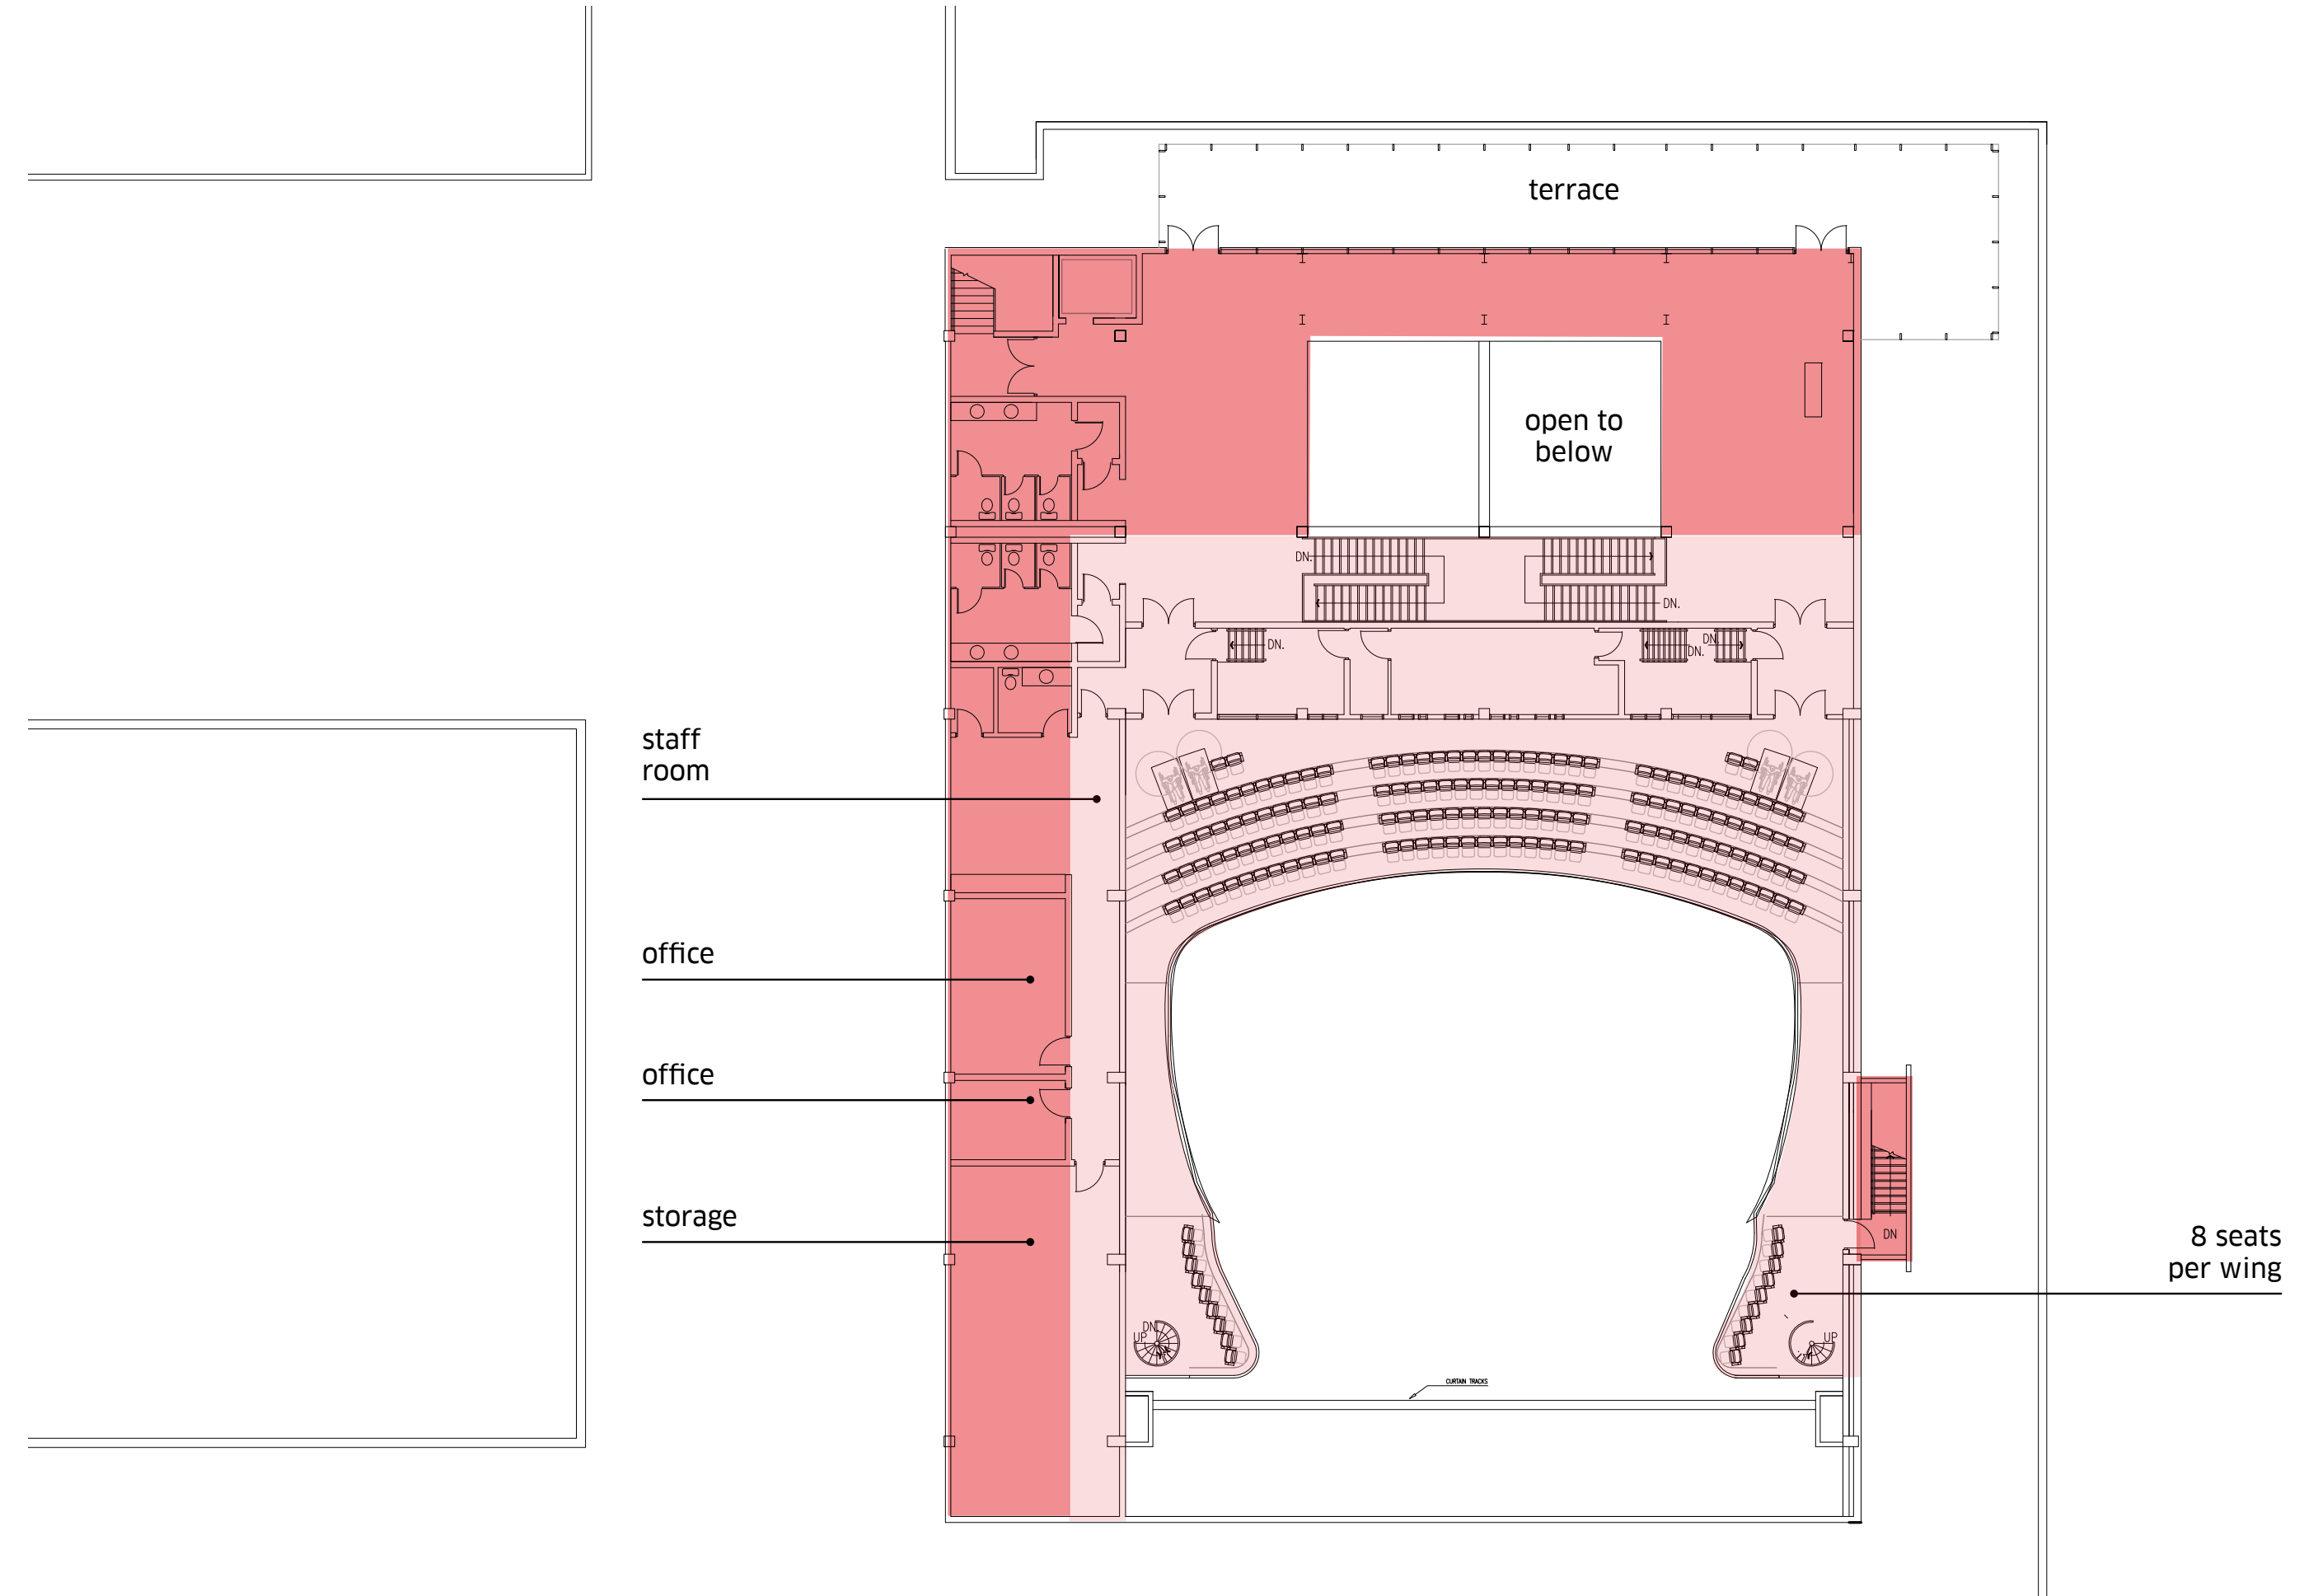 terrace
open to
below
DN.
DN.
DN.
DN.
DN.
staff
room
office
office
storage
DN
8 seats
per wing
DN.
UP
UP
CURTAIN TRACKS